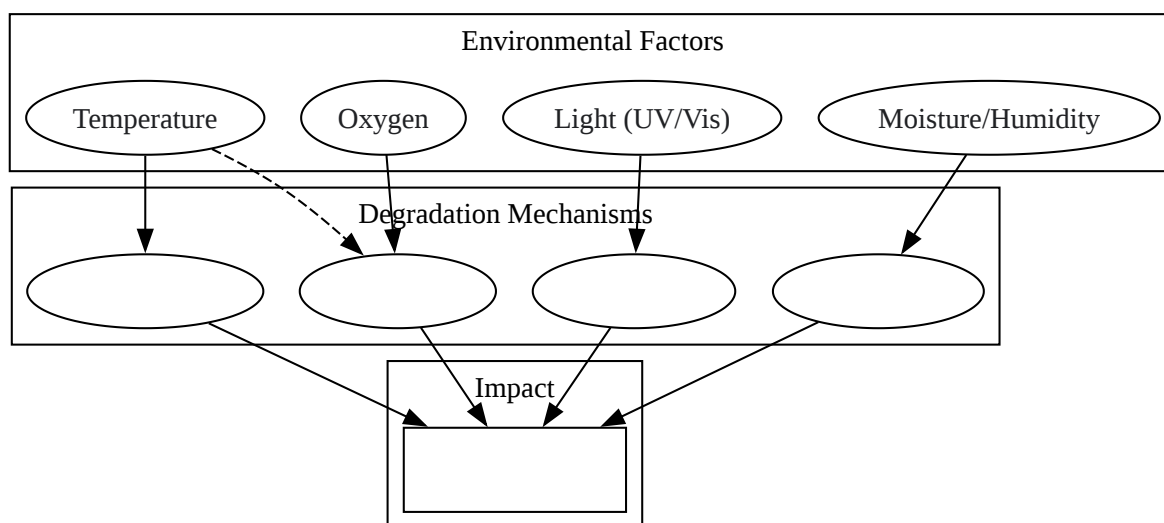 Environmental Factors
Temperature
Oxygen
Light (UV/Vis)
Moisture/Humidity
Degradation Mechanisms
Impact